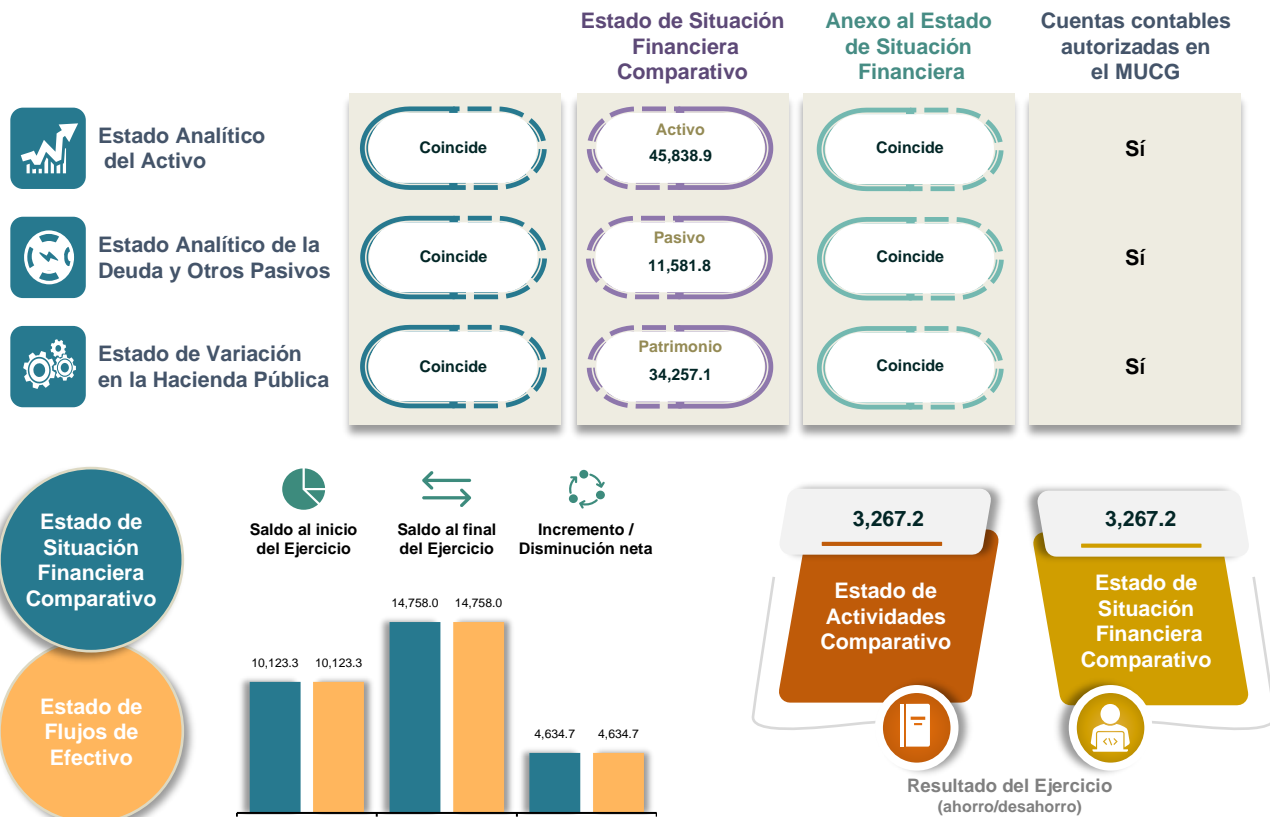 Estado de Situación
Financiera
Comparativo
Anexo al Estado
de Situación
Financiera
Cuentas contables
autorizadas en
el MUCG
Estado Analítico
del Activo
Coincide
Activo
45,838.9
Coincide
Sí
Estado Analítico de la
Deuda y Otros Pasivos
Coincide
Pasivo
11,581.8
Coincide
Sí
Estado de Variación
en la Hacienda Pública
Coincide
Patrimonio
34,257.1
Coincide
Sí
Estado de
Situación
Financiera
Comparativo
Estado de
Flujos de
Efectivo
Saldo al inicio
del Ejercicio
Saldo al final
del Ejercicio
Incremento /
Disminución neta
10,123.3 10,123.3
14,758.0 14,758.0
4,634.7 4,634.7
3,267.2
Estado de
Actividades
Comparativo
3,267.2
Estado de
Situación
Financiera
Comparativo
Resultado del Ejercicio
(ahorro/desahorro)